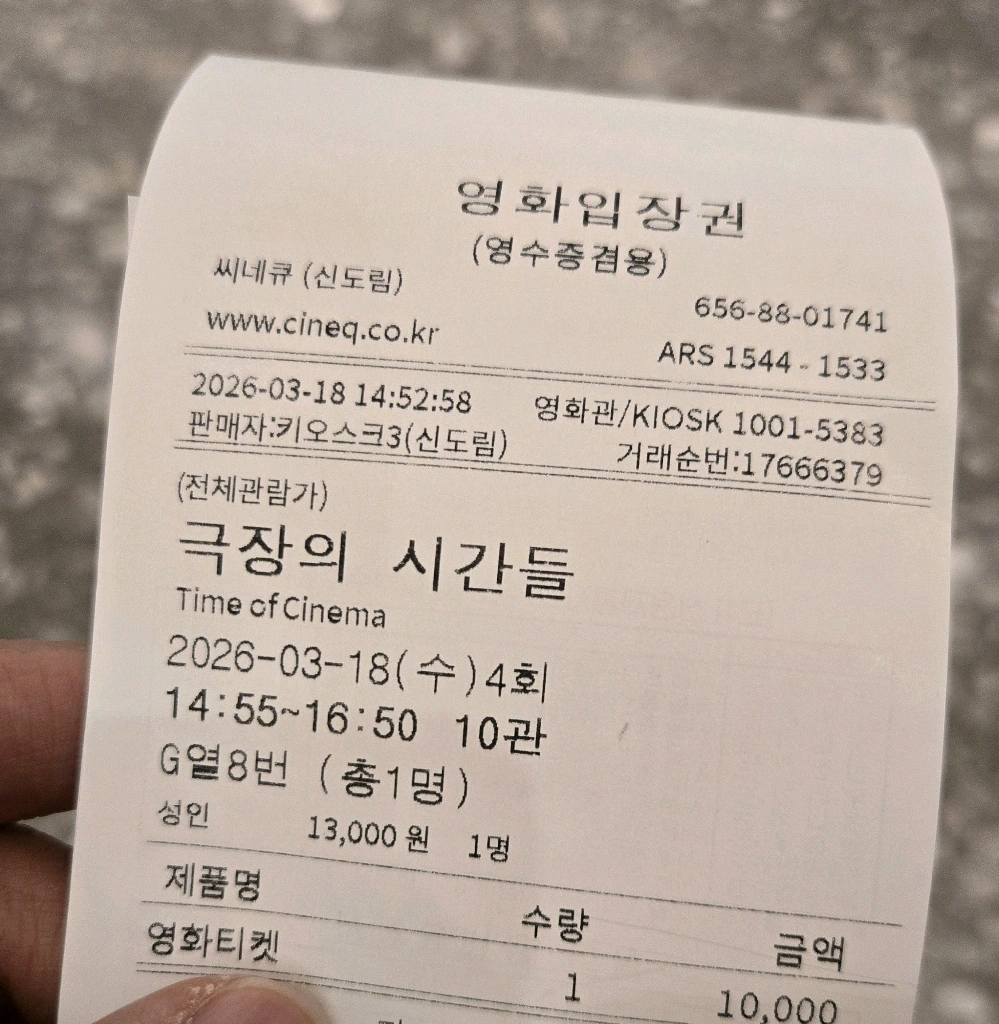 영화입장권
(영수증겸용)
씨네큐 (신도림)
656-88-01741
www.cineq.co.kr
ARS 1544 - 1533
2026-03-18 14:52:58
영화관/KIOSK 1001-5383
판매자:키오스크3(신도림)
거래순번:17666379
(전체관람가)
극장의 시간들
Time of Cinema
2026-03-18(수)4회
14:55~16:50 10관
G열8번 (총1명)
성인 13,000 원 1명
제품명 수량 금액
영화티켓 1 10,000